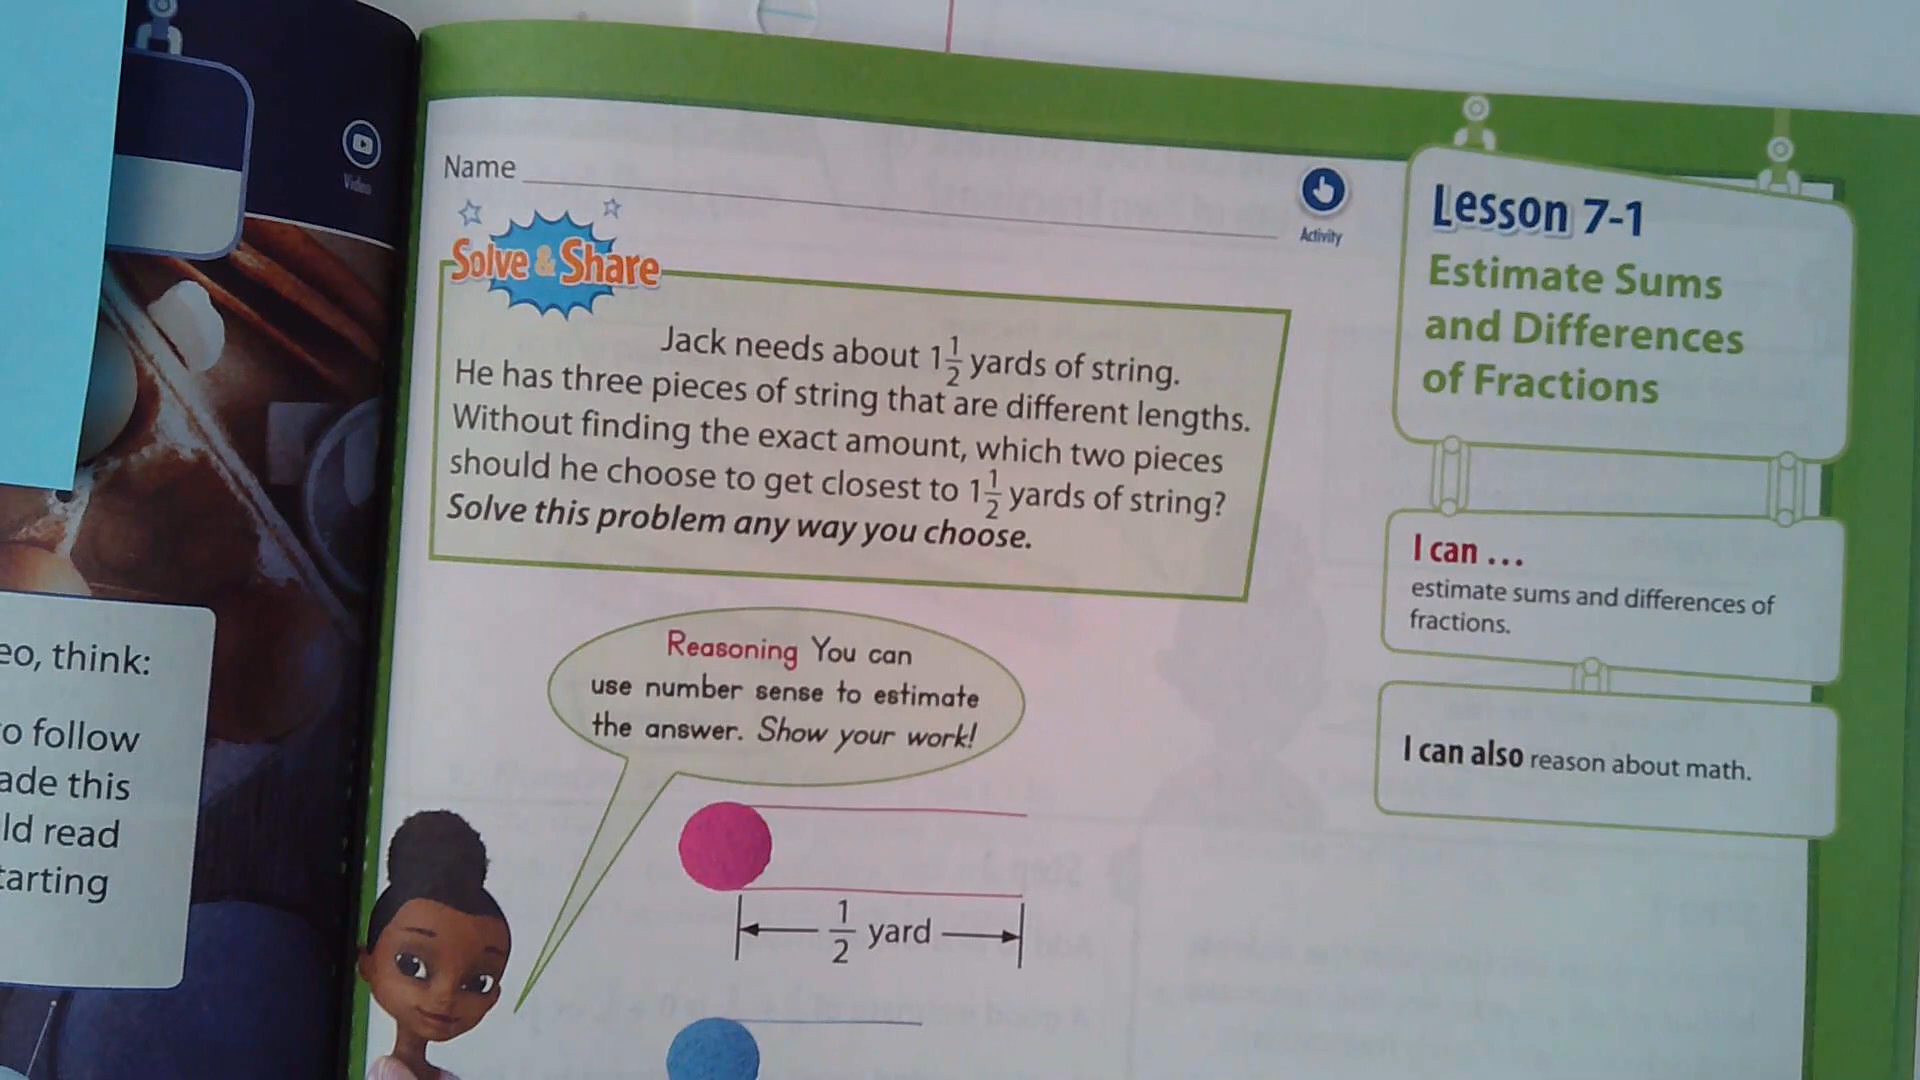 Video
eo, think:
o follow
ade this
ld read
tarting
Name
Activity
Solve & Share
Jack needs about 1 1/2 yards of string.
He has three pieces of string that are different lengths.
Without finding the exact amount, which two pieces
should he choose to get closest to 1 1/2 yards of string?
Solve this problem any way you choose.
Reasoning You can
use number sense to estimate
the answer. Show your work!
1/2 yard
Lesson 7-1
Estimate Sums
and Differences
of Fractions
I can ...
estimate sums and differences of
fractions.
I can also reason about math.